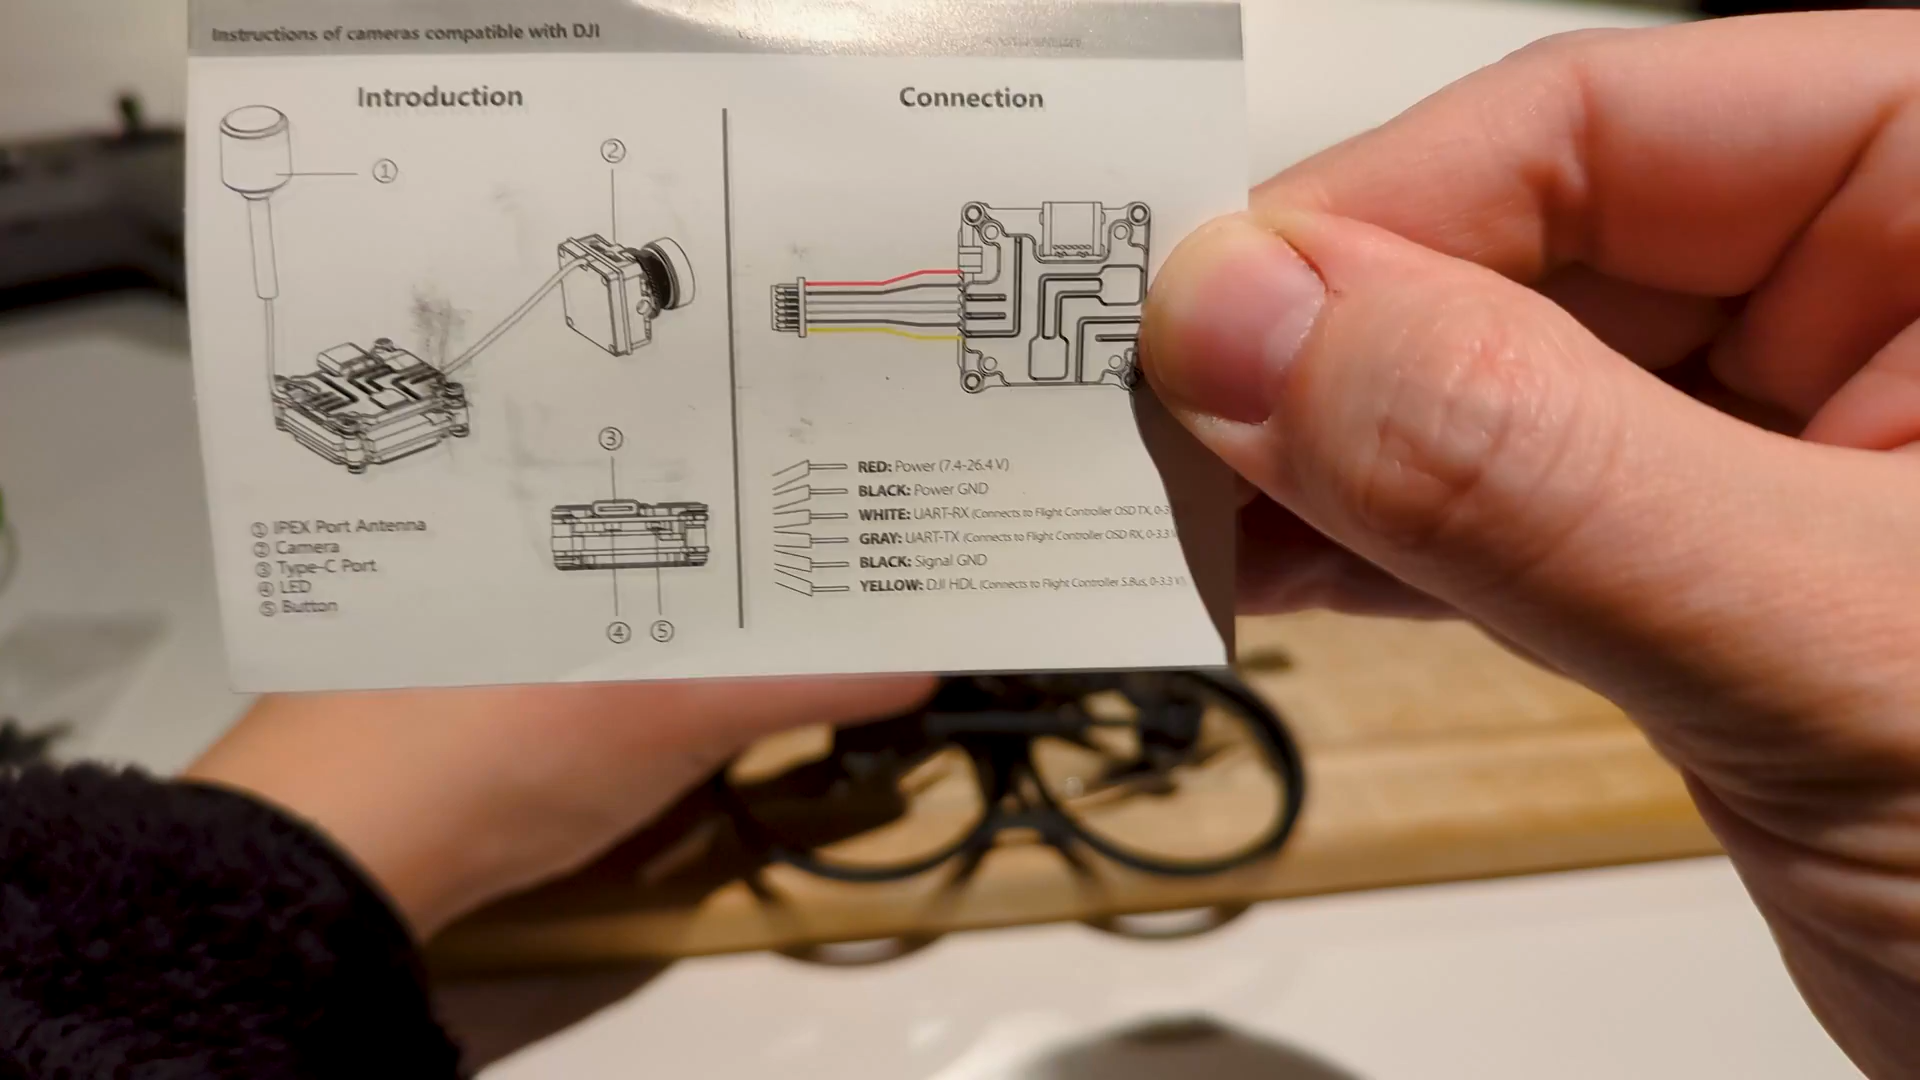 Instructions of cameras compatible with DJI
Introduction
①
②
③
④ ⑤
① IPEX Port Antenna
② Camera
③ Type-C Port
④ LED
⑤ Button
Connection
RED: Power (7.4-26.4 V)
BLACK: Power GND
WHITE: UART-RX (Connects to Flight Controller OSD TX, 0-3
GRAY: UART-TX (Connects to Flight Controller OSD RX, 0-3.3 V
BLACK: Signal GND
YELLOW: DJI HDL (Connects to Flight Controller S.Bus, 0-3.3 V)